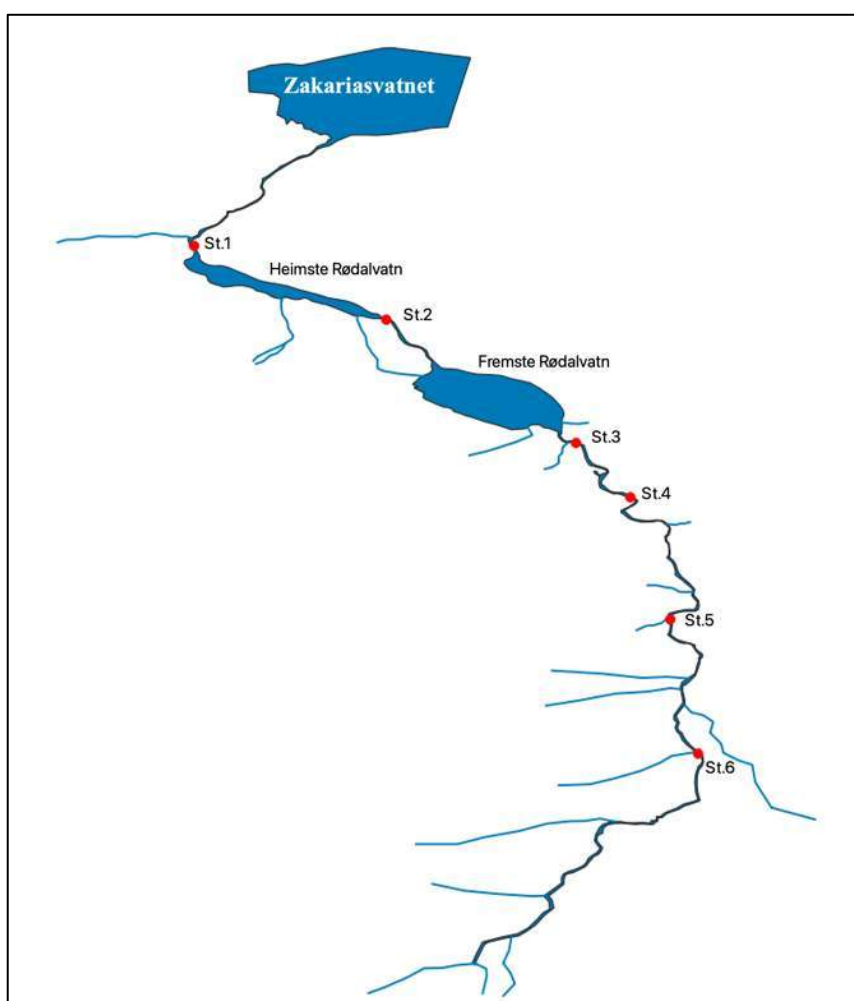 Zakariasvatnet
St.1
Heimste Rødalvatn
St.2
Fremste Rødalvatn
St.3
St.4
St.5
St.6